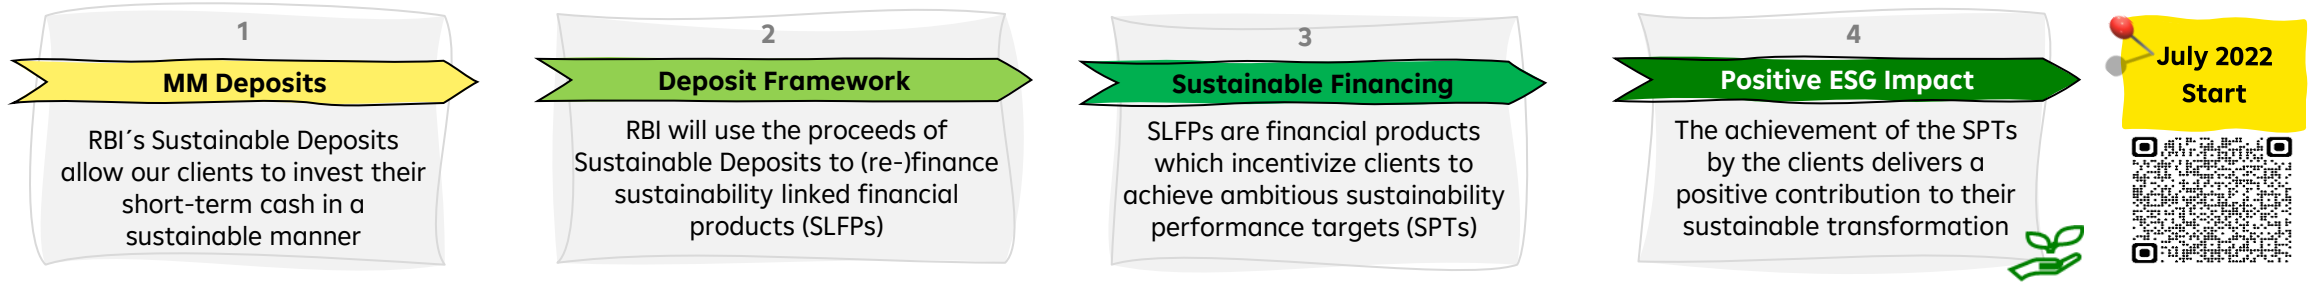 1
MM Deposits
RBI´s Sustainable Deposits
allow our clients to invest their
short-term cash in a
sustainable manner
2
Deposit Framework
RBI will use the proceeds of
Sustainable Deposits to (re-)finance
sustainability linked financial
products (SLFPs)
3
Sustainable Financing
SLFPs are financial products
which incentivize clients to
achieve ambitious sustainability
performance targets (SPTs)
4
Positive ESG Impact
The achievement of the SPTs
by the clients delivers a
positive contribution to their
sustainable transformation
July 2022
Start